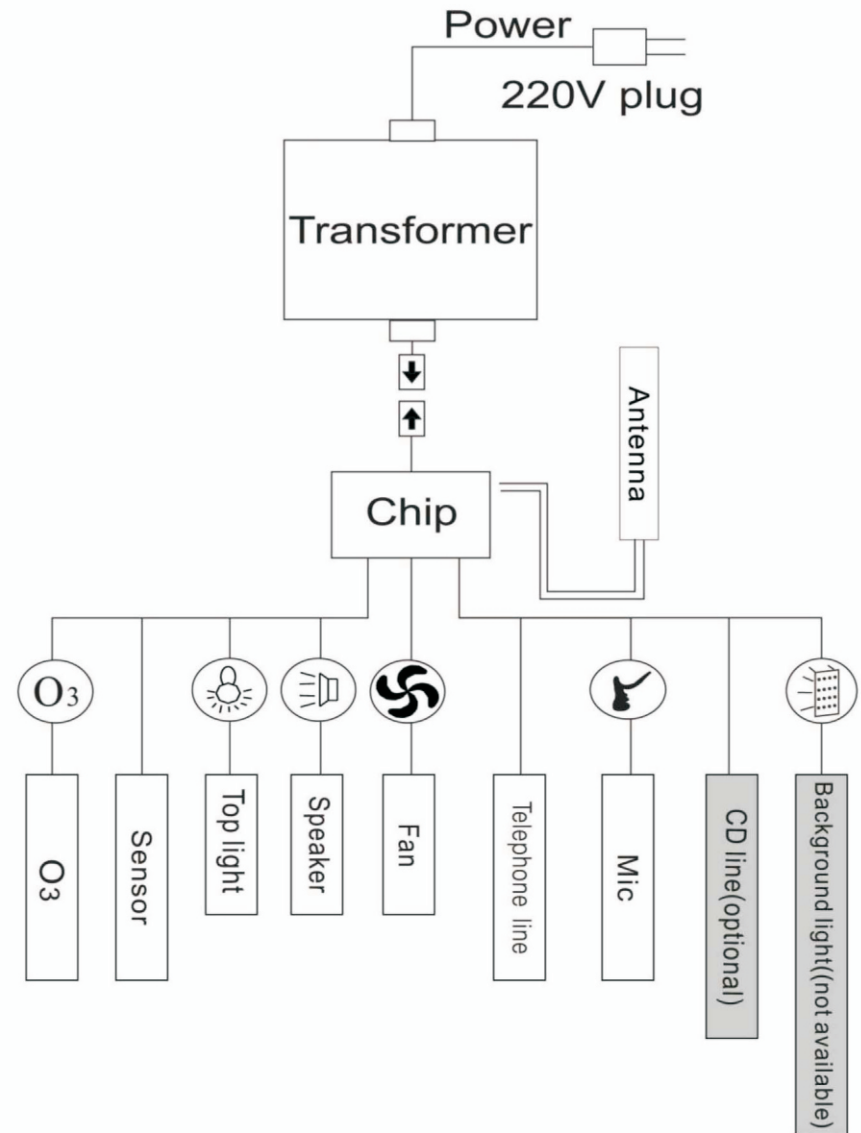 Power
220V plug
Transformer
Antenna
Chip
O3
O3
Sensor
Top light
Speaker
Fan
Telephone line
Mic
CD line(optional)
Background light((not available)